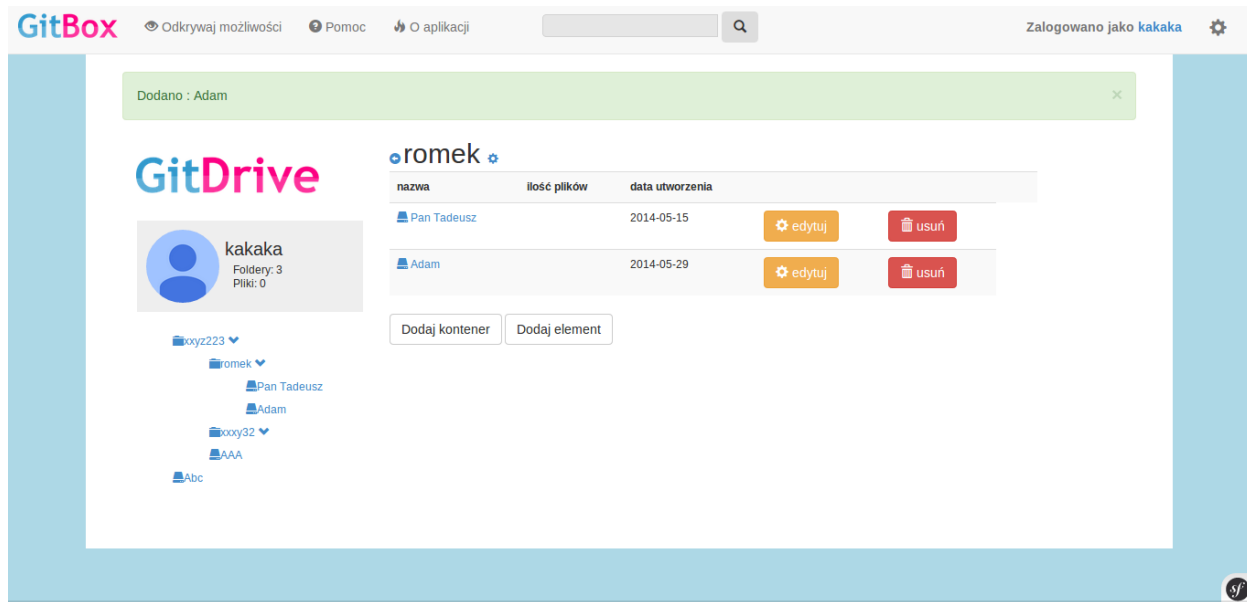 GitBox Odkrywaj możliwości Pomoc O aplikacji Zalogowano jako kakaka
Dodano : Adam ×
GitDrive
kakaka
Foldery: 3
Pliki: 0
xxyz223
romek
Pan Tadeusz
Adam
xxxy32
AAA
Abc
romek
nazwa ilość plików data utworzenia
Pan Tadeusz 2014-05-15 edytuj usuń
Adam 2014-05-29 edytuj usuń
Dodaj kontener Dodaj element
sf